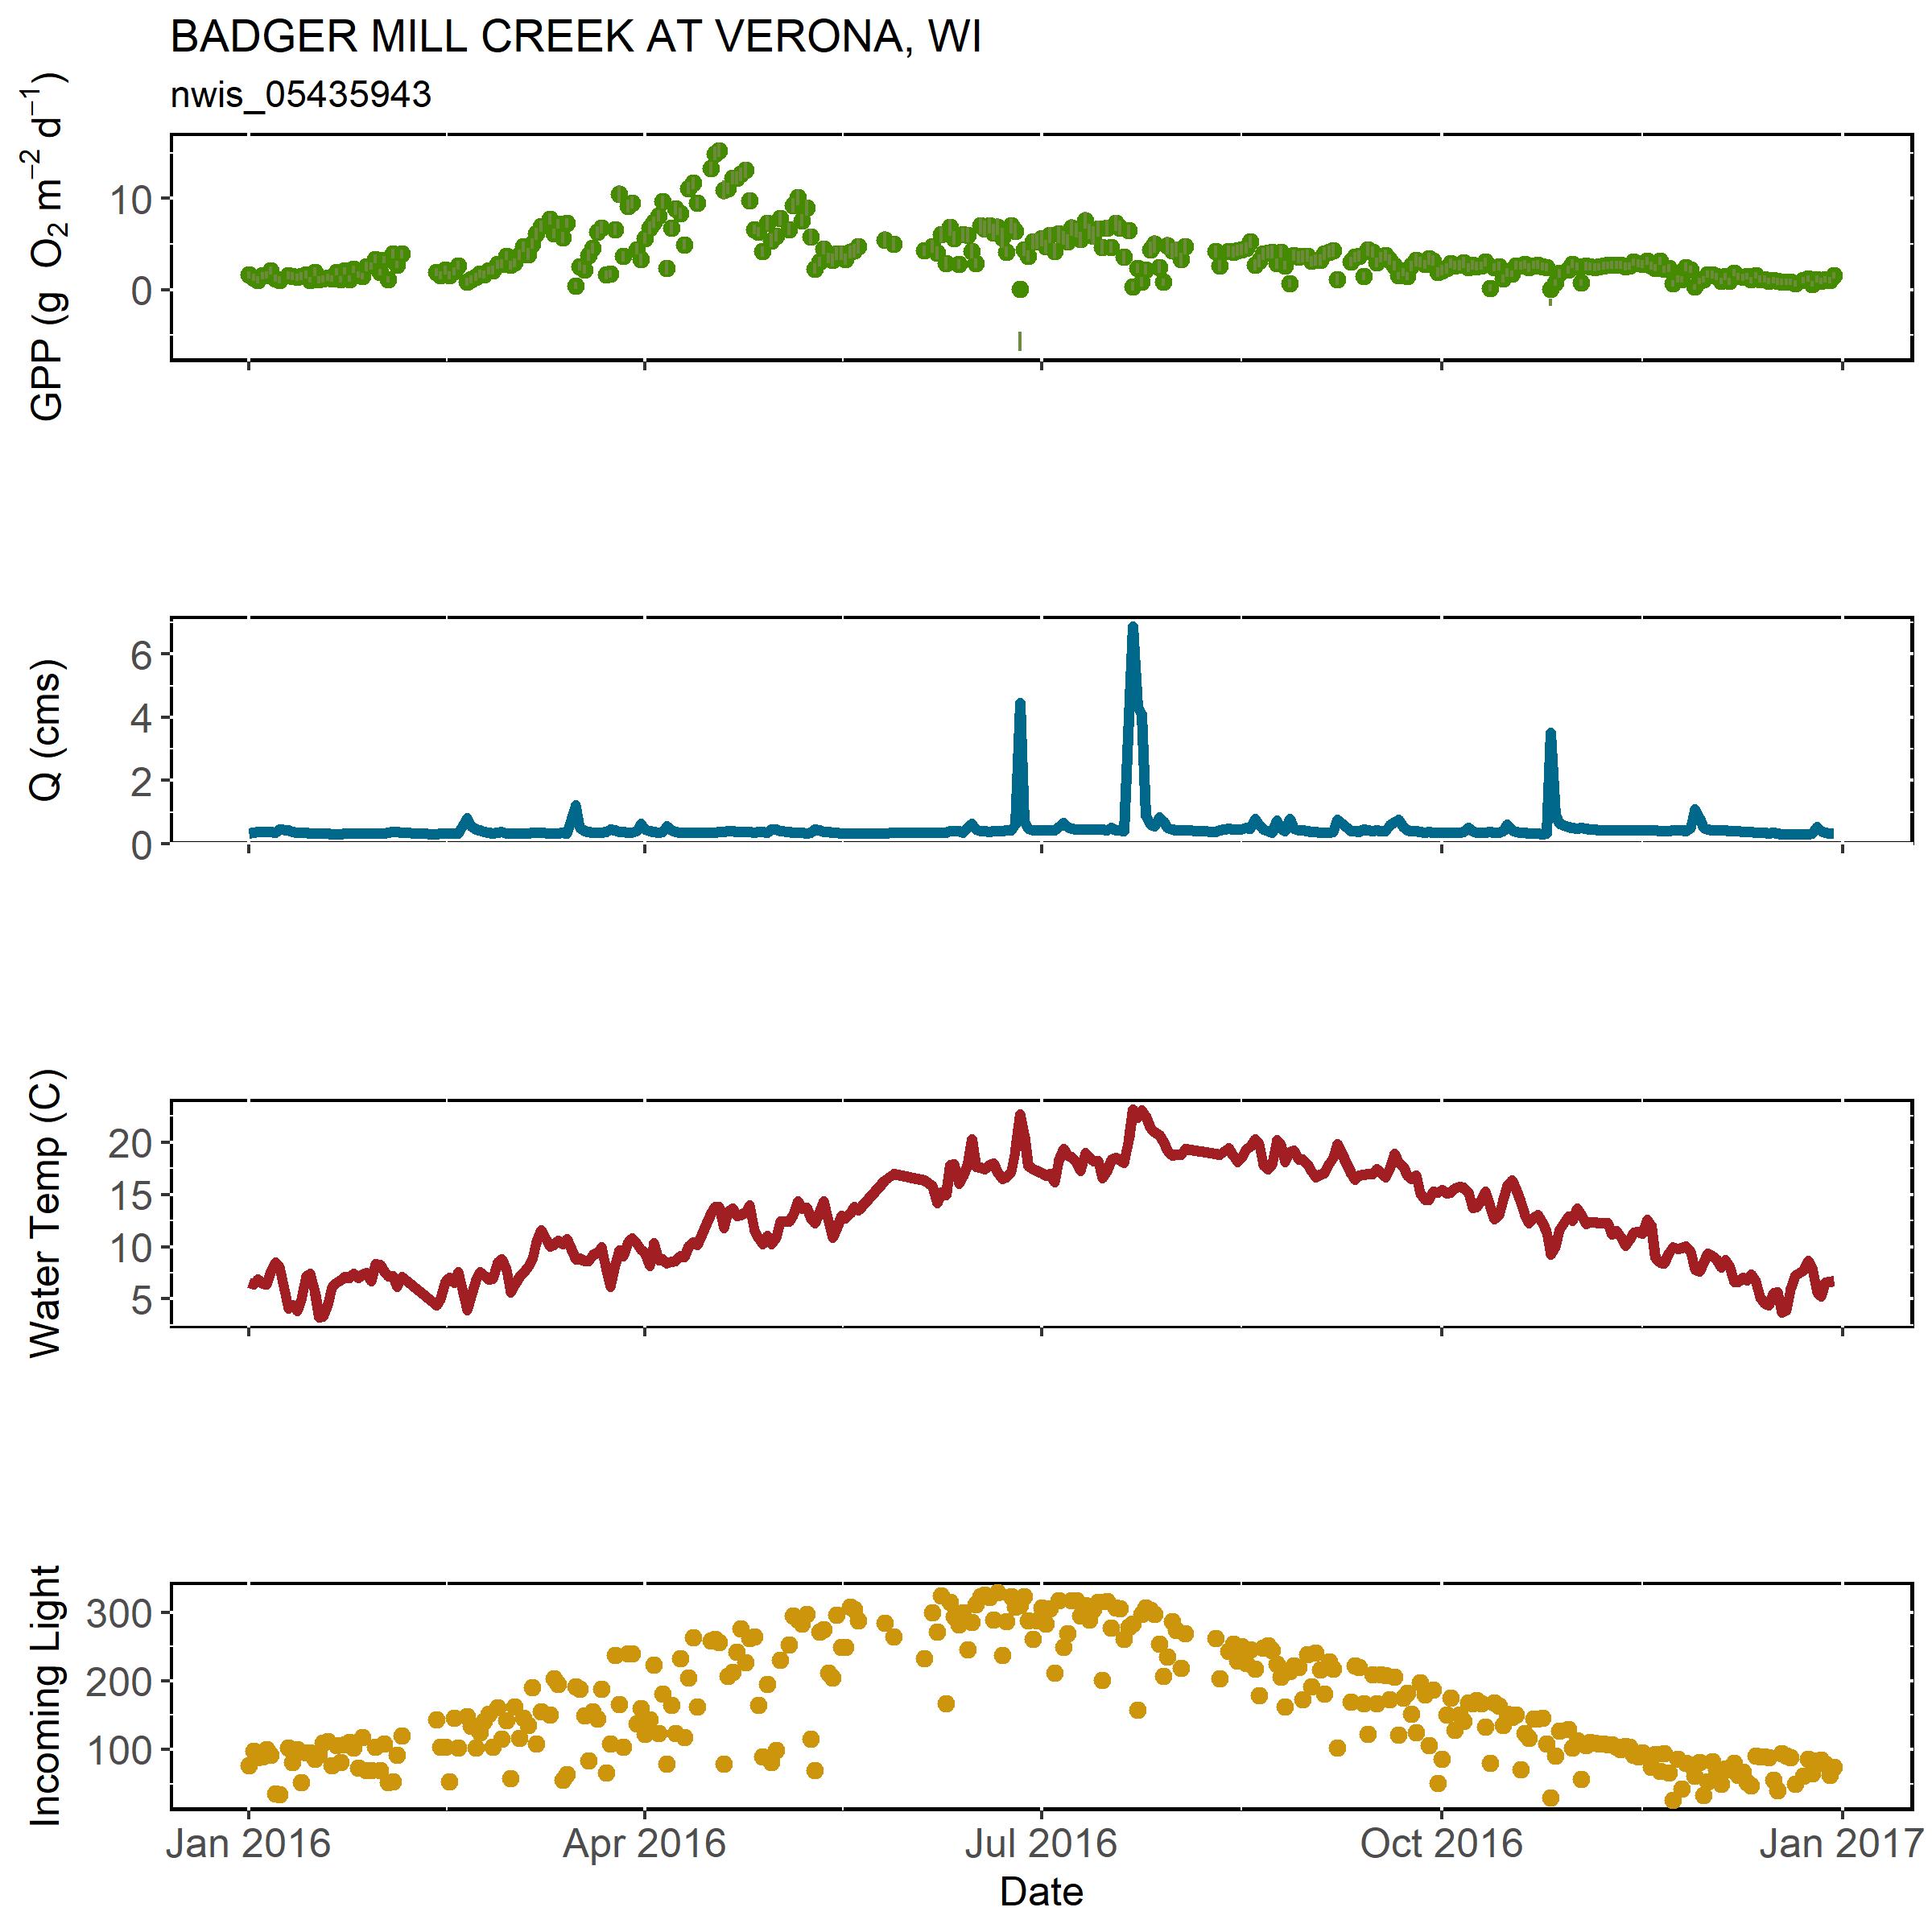 BADGER MILL CREEK AT VERONA, WI
nwis_05435943
GPP (g O₂ m⁻² d⁻¹)
10
0
Q (cms)
6
4
2
0
Water Temp (C)
20
15
10
5
Incoming Light
300
200
100
Jan 2016 Apr 2016 Jul 2016 Oct 2016 Jan 2017
Date